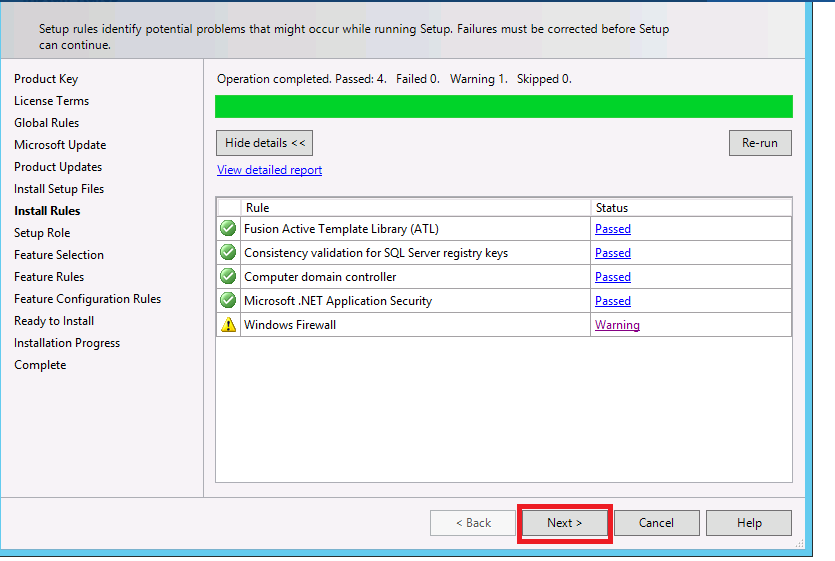 Setup rules identify potential problems that might occur while running Setup. Failures must be corrected before Setup
can continue.
Product Key
License Terms
Global Rules
Microsoft Update
Product Updates
Install Setup Files
Install Rules
Setup Role
Feature Selection
Feature Rules
Feature Configuration Rules
Ready to Install
Installation Progress
Complete
Operation completed. Passed: 4.   Failed 0.   Warning 1.   Skipped 0.
Hide details <<
Re-run
View detailed report
Rule Status
Fusion Active Template Library (ATL) Passed
Consistency validation for SQL Server registry keys Passed
Computer domain controller Passed
Microsoft .NET Application Security Passed
Windows Firewall Warning
< Back
Next >
Cancel
Help